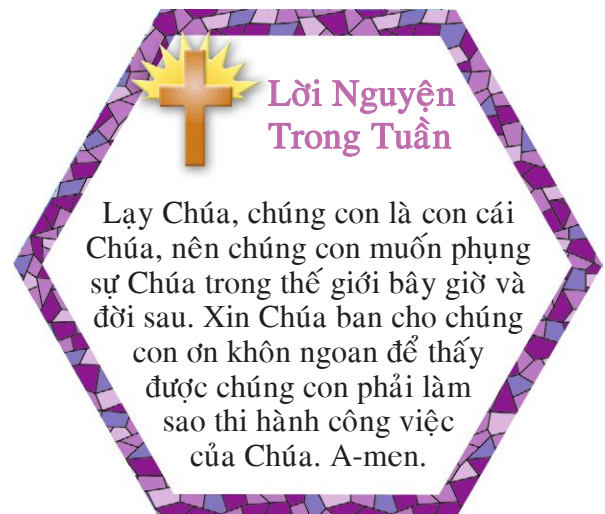 Lời Nguyện
Trong Tuần
Lạy Chúa, chúng con là con cái
Chúa, nên chúng con muốn phụng
sự Chúa trong thế giới bây giờ và
đời sau. Xin Chúa ban cho chúng
con ơn khôn ngoan để thấy
được chúng con phải làm
sao thi hành công việc
của Chúa. A-men.